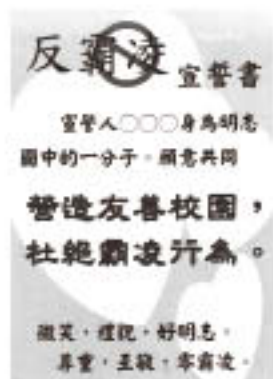 反霸凌 宣誓書
宣誓人○○○身為明志
國中的一分子，願意共同
營造友善校園，
杜絕霸凌行為。
微笑，禮貌，好明志。
尊重，互敬，零霸凌。